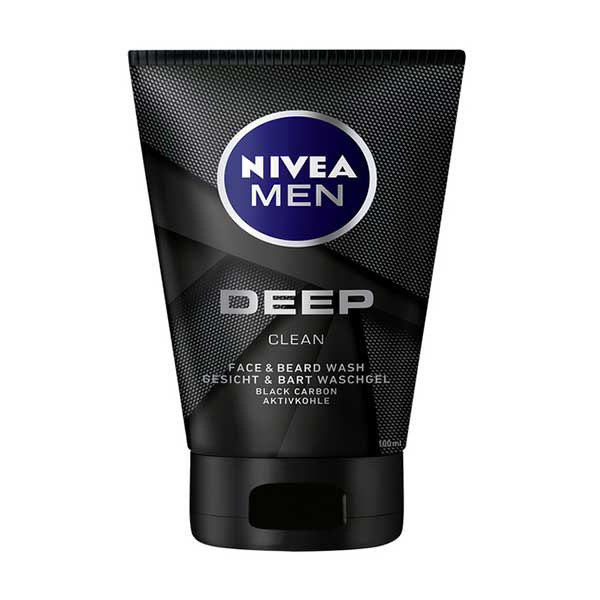 NIVEA
MEN
DEEP
CLEAN
FACE & BEARD WASH
GESICHT & BART WASCHGEL
BLACK CARBON
AKTIVKOHLE
100ml